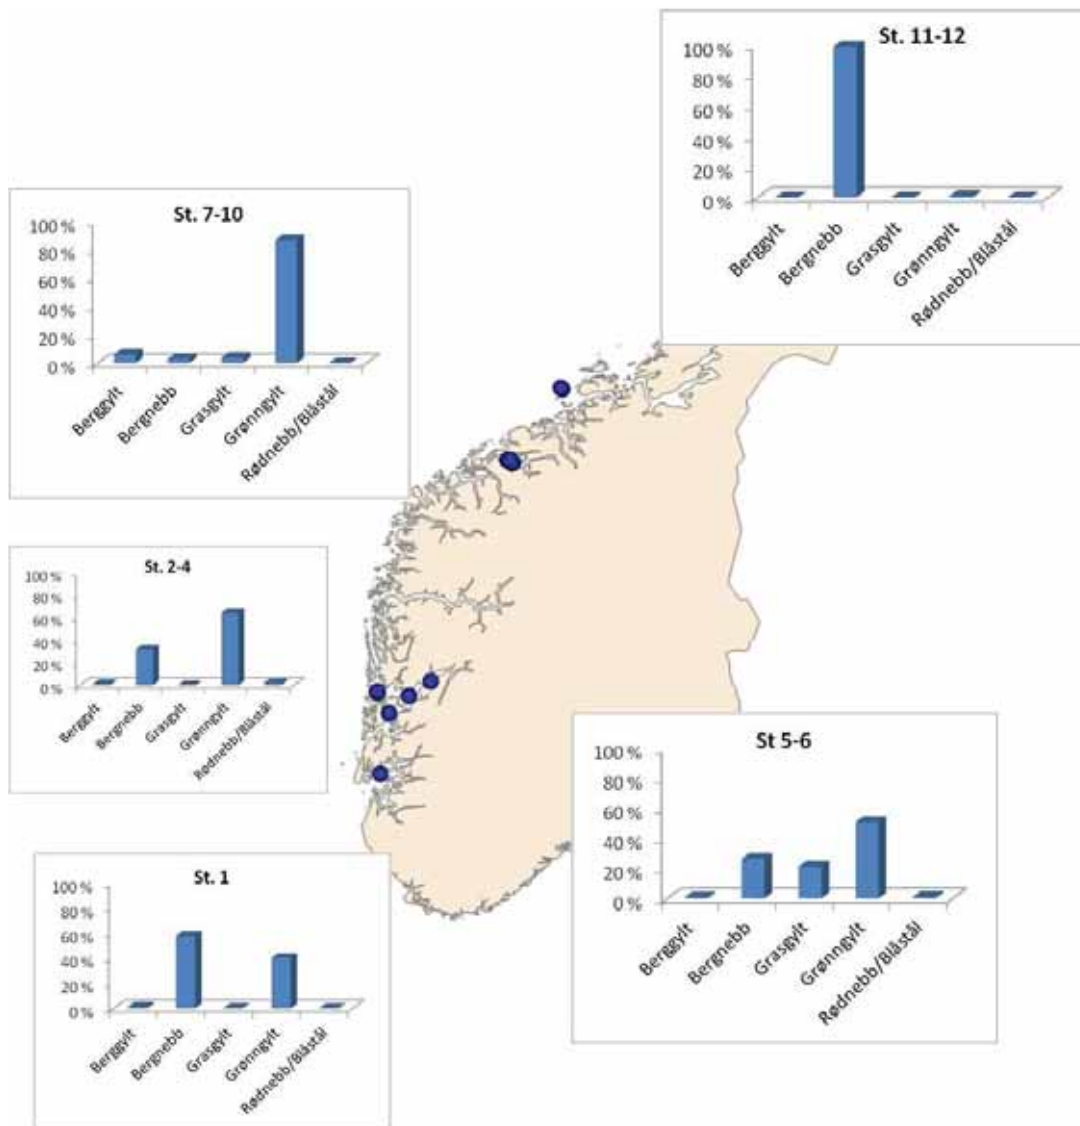 St. 11-12
100 %
80 %
60 %
40 %
20 %
0 %
Berggylt
Bergnebb
Grasgylt
Grønngylt
Rødnebb/Blåstål
St. 7-10
100 %
80 %
60 %
40 %
20 %
0 %
Berggylt
Bergnebb
Grasgylt
Grønngylt
Rødnebb/Blåstål
St. 2-4
100 %
80 %
60 %
40 %
20 %
0 %
Berggylt
Bergnebb
Grasgylt
Grønngylt
Rødnebb/Blåstål
St 5-6
100 %
80 %
60 %
40 %
20 %
0 %
Berggylt
Bergnebb
Grasgylt
Grønngylt
Rødnebb/Blåstål
St. 1
100 %
80 %
60 %
40 %
20 %
0 %
Berggylt
Bergnebb
Grasgylt
Grønngylt
Rødnebb/Blåstål